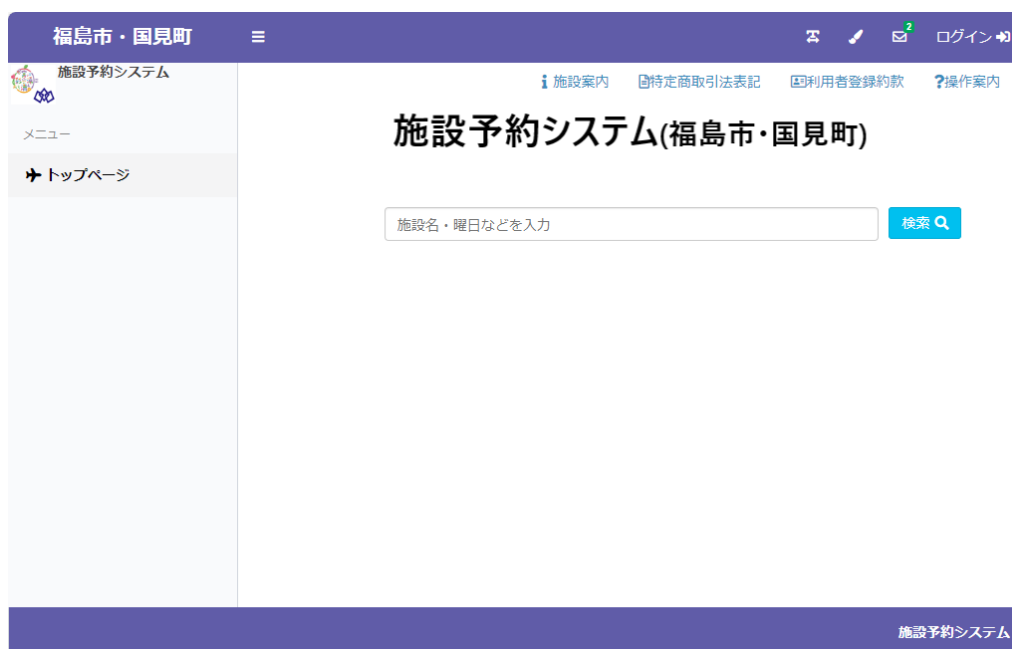 福島市・国見町
2
ログイン
施設予約システム
施設案内 特定商取引法表記 利用者登録約款 ?操作案内
メニュー
施設予約システム(福島市・国見町)
トップページ
施設名・曜日などを入力 検索
施設予約システム